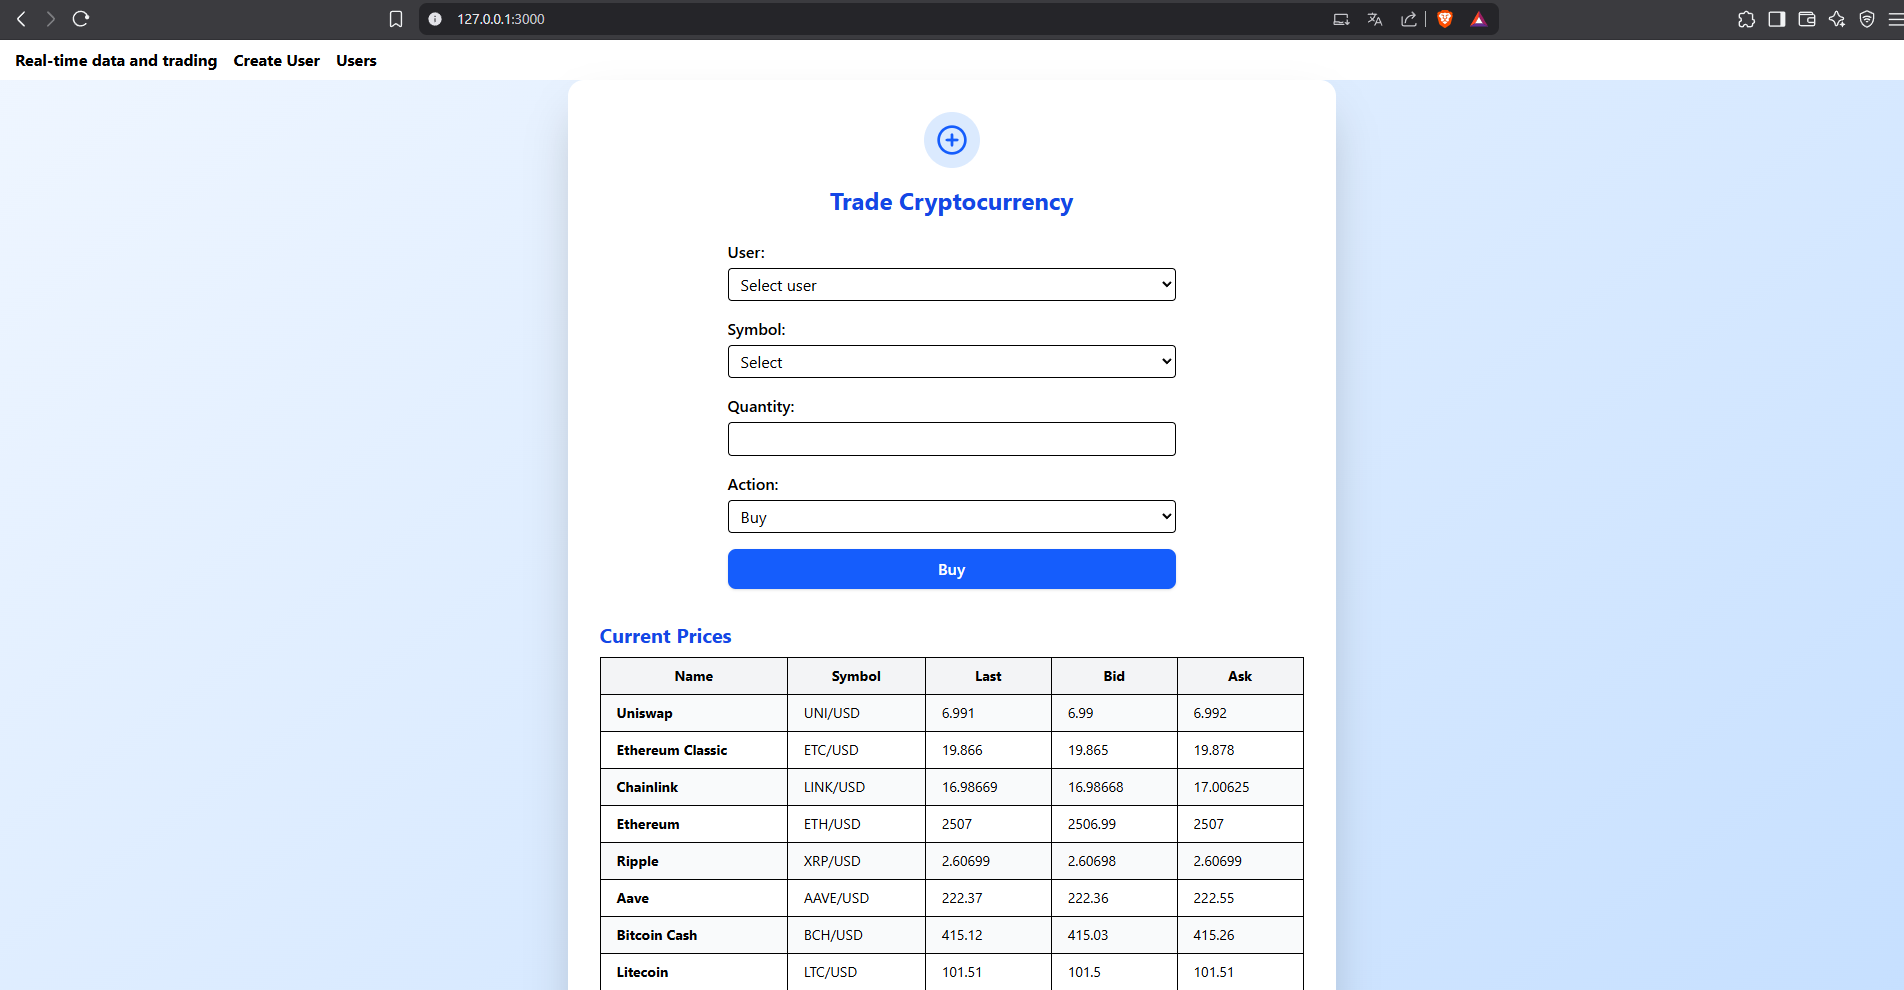 127.0.0.1:3000
Real-time data and trading Create User Users
Trade Cryptocurrency
User:
Select user
Symbol:
Select
Quantity:
Action:
Buy
Buy
Current Prices
Name Symbol Last Bid Ask
Uniswap UNI/USD 6.991 6.99 6.992
Ethereum Classic ETC/USD 19.866 19.865 19.878
Chainlink LINK/USD 16.98669 16.98668 17.00625
Ethereum ETH/USD 2507 2506.99 2507
Ripple XRP/USD 2.60699 2.60698 2.60699
Aave AAVE/USD 222.37 222.36 222.55
Bitcoin Cash BCH/USD 415.12 415.03 415.26
Litecoin LTC/USD 101.51 101.5 101.51